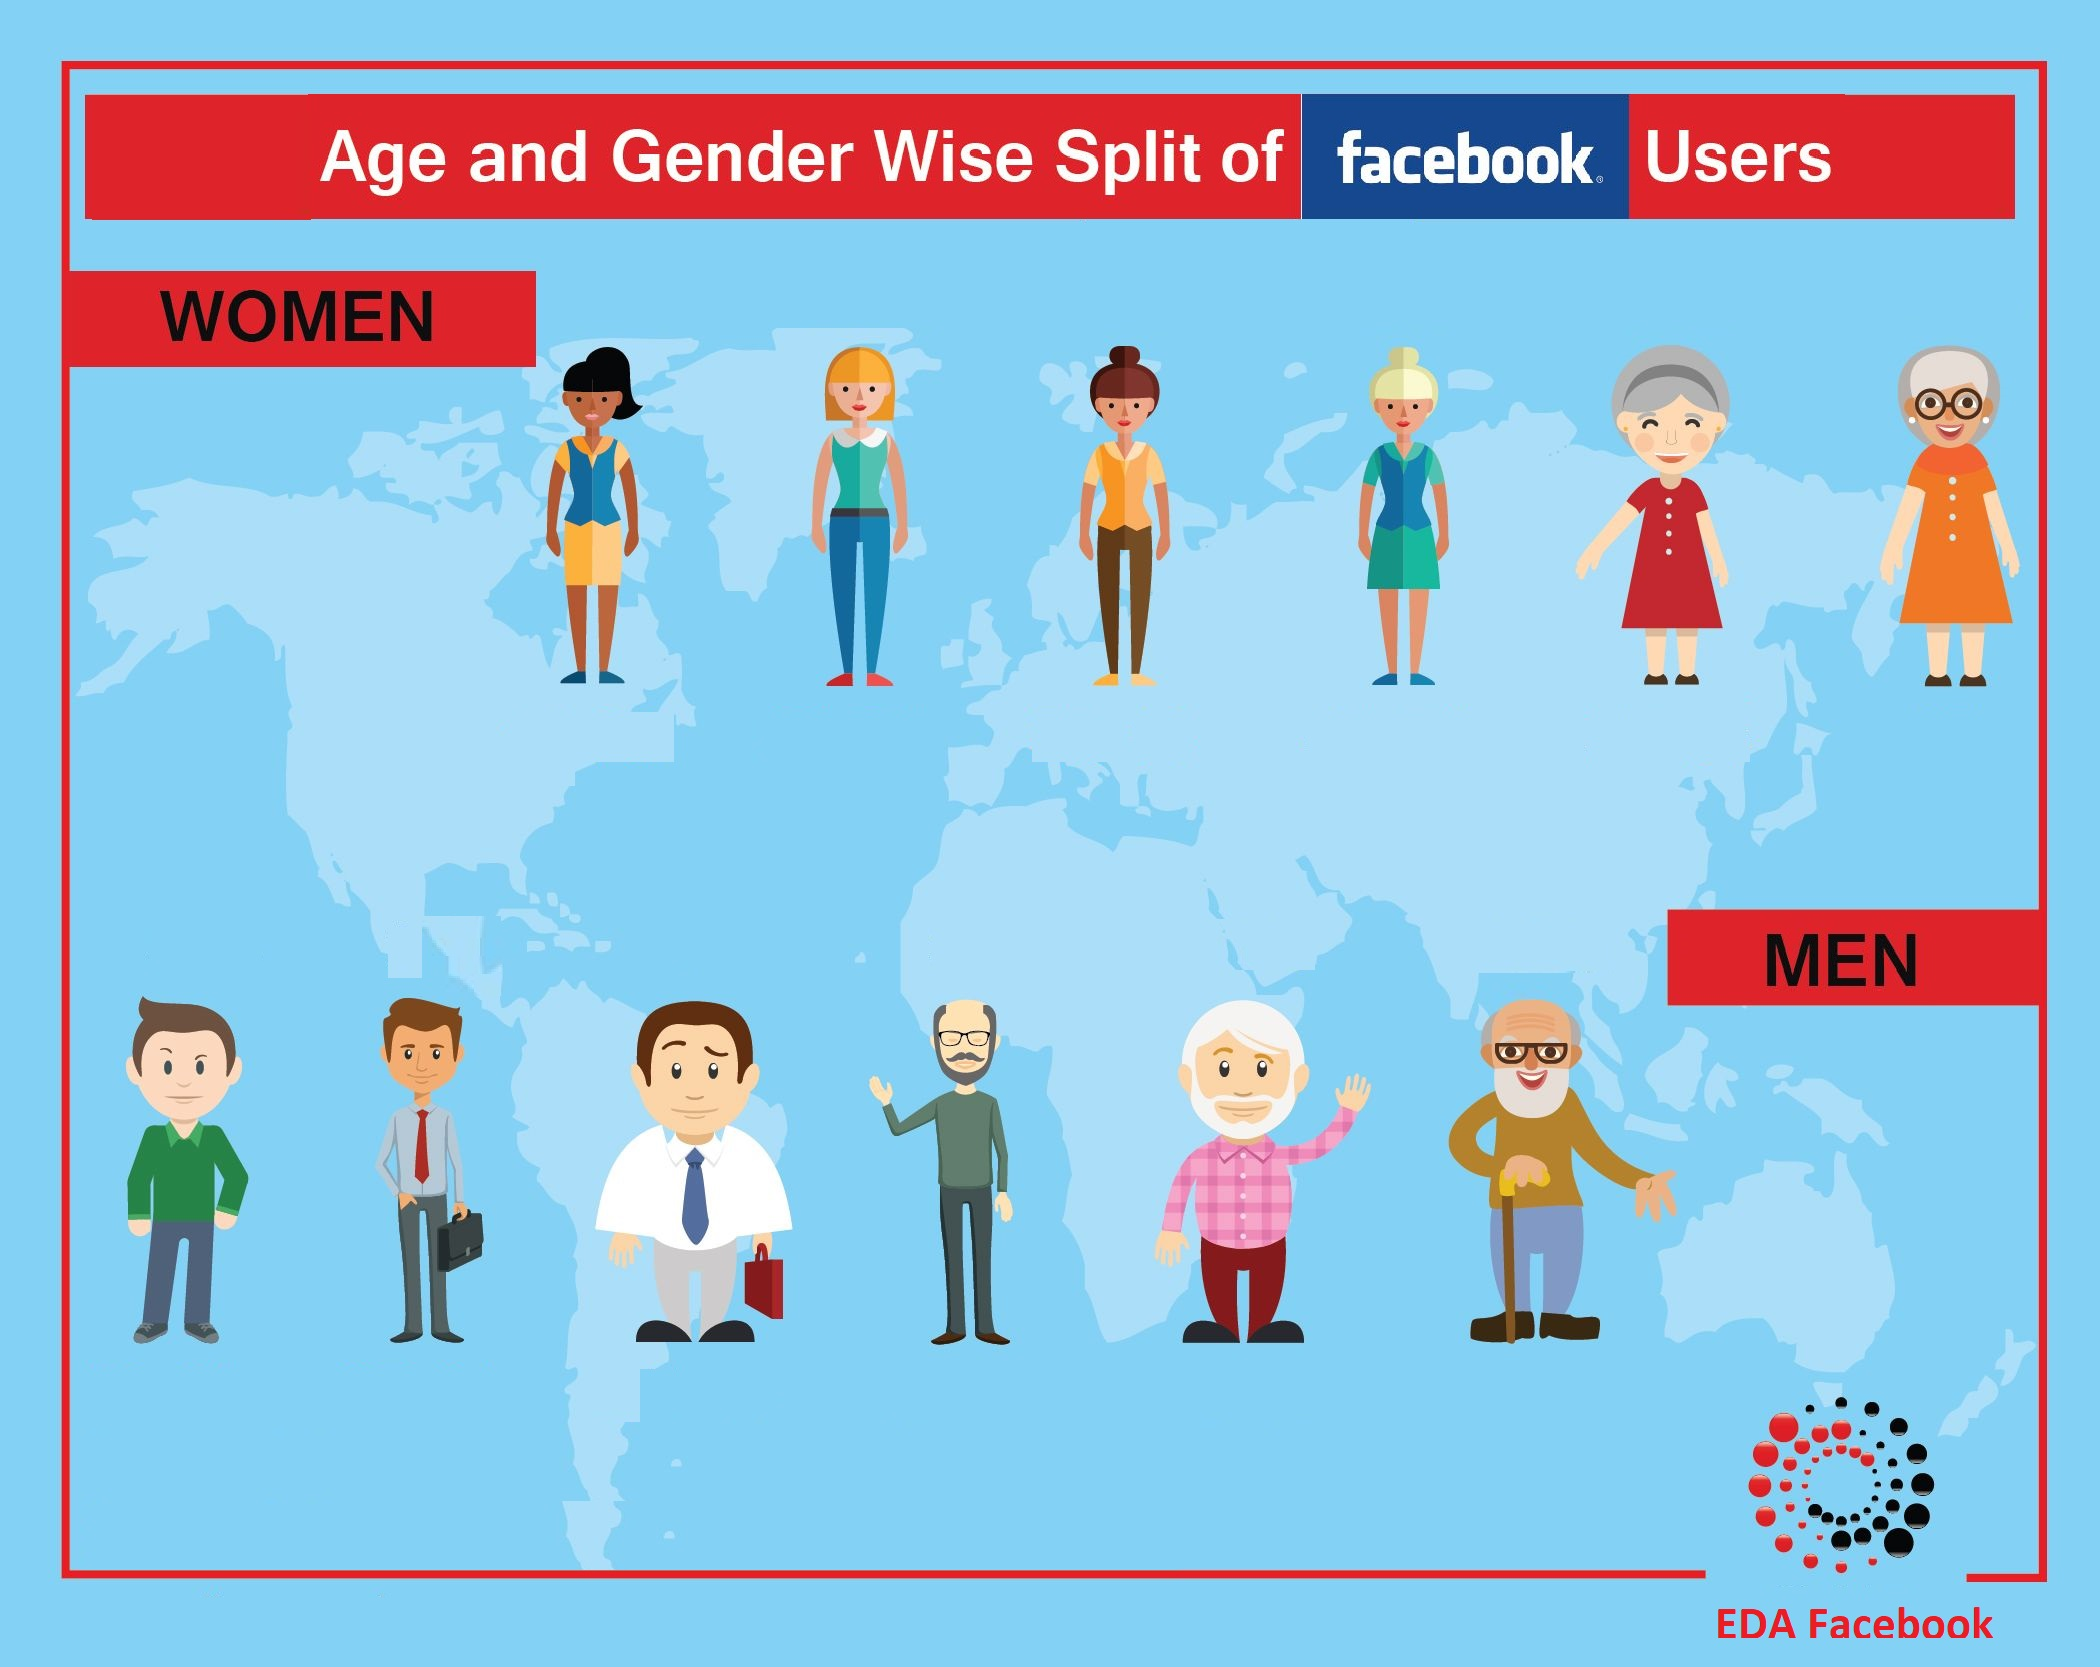 Age and Gender Wise Split of facebook Users
WOMEN
MEN
EDA Facebook